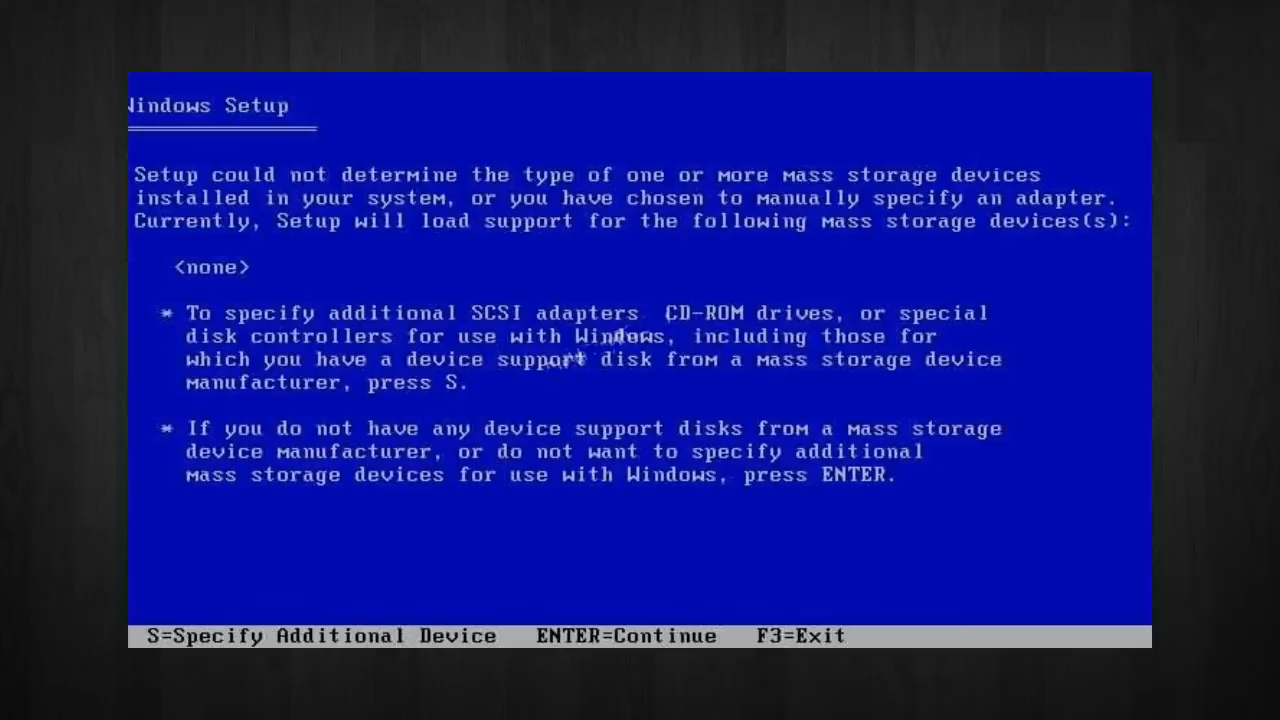 Windows Setup
Setup could not determine the type of one or more mass storage devices
installed in your system, or you have chosen to manually specify an adapter.
Currently, Setup will load support for the following mass storage devices(s):
<none>
* To specify additional SCSI adapters CD-ROM drives, or special
disk controllers for use with Windows, including those for
which you have a device support disk from a mass storage device
manufacturer, press S.
* If you do not have any device support disks from a mass storage
device manufacturer, or do not want to specify additional
mass storage devices for use with Windows, press ENTER.
S=Specify Additional Device ENTER=Continue F3=Exit